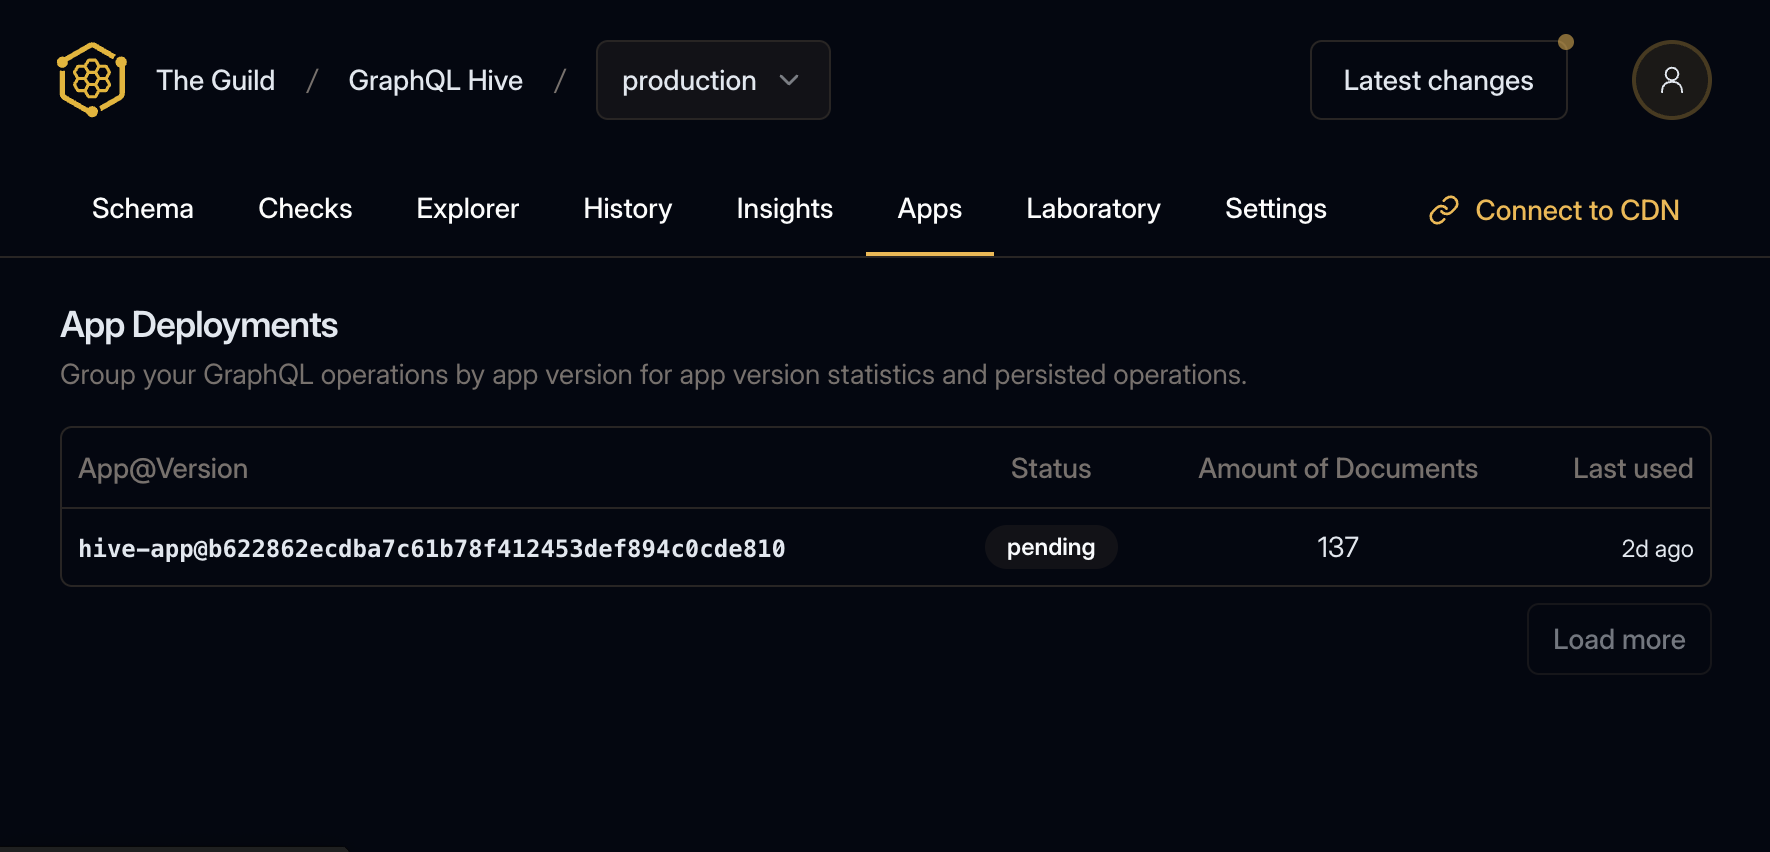 The Guild / GraphQL Hive / production
Latest changes
Schema Checks Explorer History Insights Apps Laboratory Settings Connect to CDN
App Deployments
Group your GraphQL operations by app version for app version statistics and persisted operations.
App@Version Status Amount of Documents Last used
hive-app@b622862ecdba7c61b78f412453def894c0cde810 pending 137 2d ago
Load more